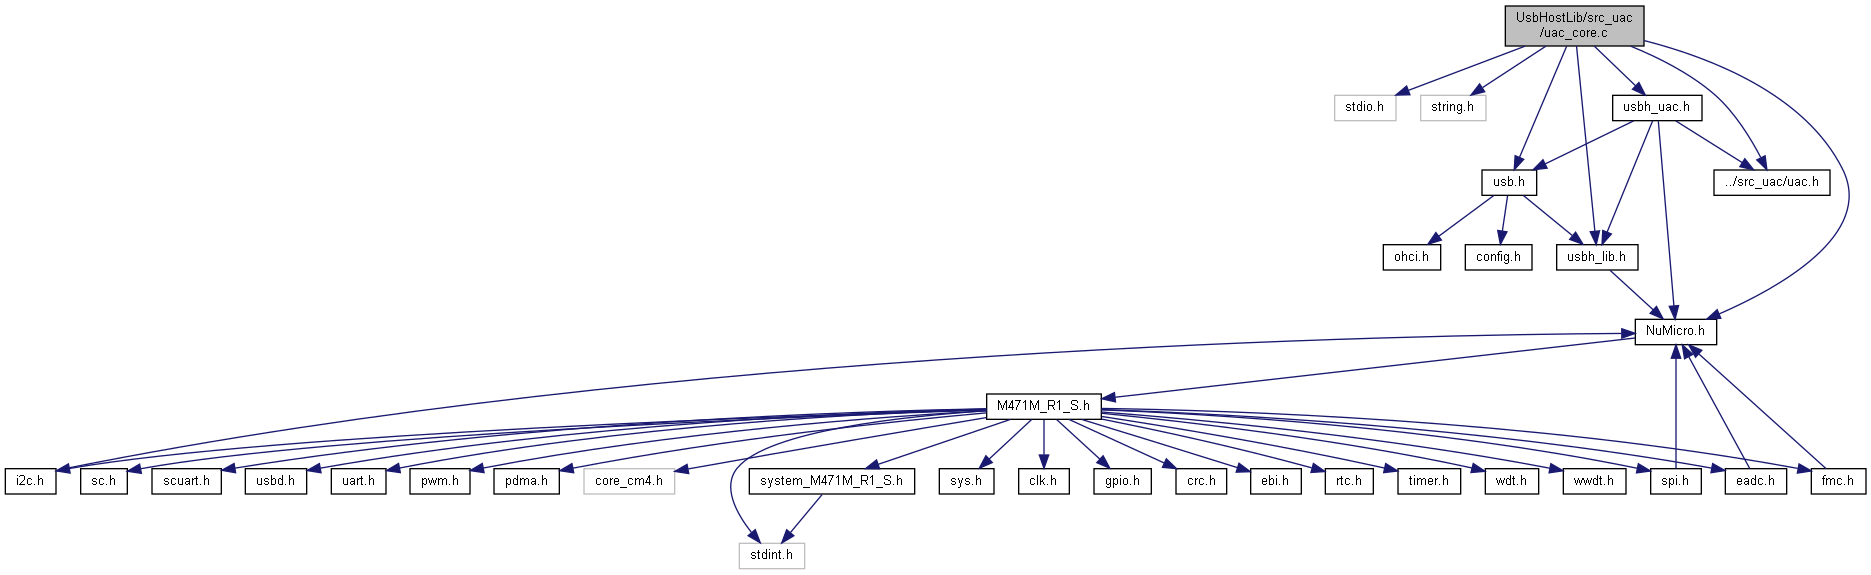 UsbHostLib/src_uac
/uac_core.c
stdio.h
string.h
usbh_uac.h
usb.h
../src_uac/uac.h
ohci.h
config.h
usbh_lib.h
NuMicro.h
M471M_R1_S.h
i2c.h
sc.h
scuart.h
usbd.h
uart.h
pwm.h
pdma.h
core_cm4.h
system_M471M_R1_S.h
sys.h
clk.h
gpio.h
crc.h
ebi.h
rtc.h
timer.h
wdt.h
wwdt.h
spi.h
eadc.h
fmc.h
stdint.h